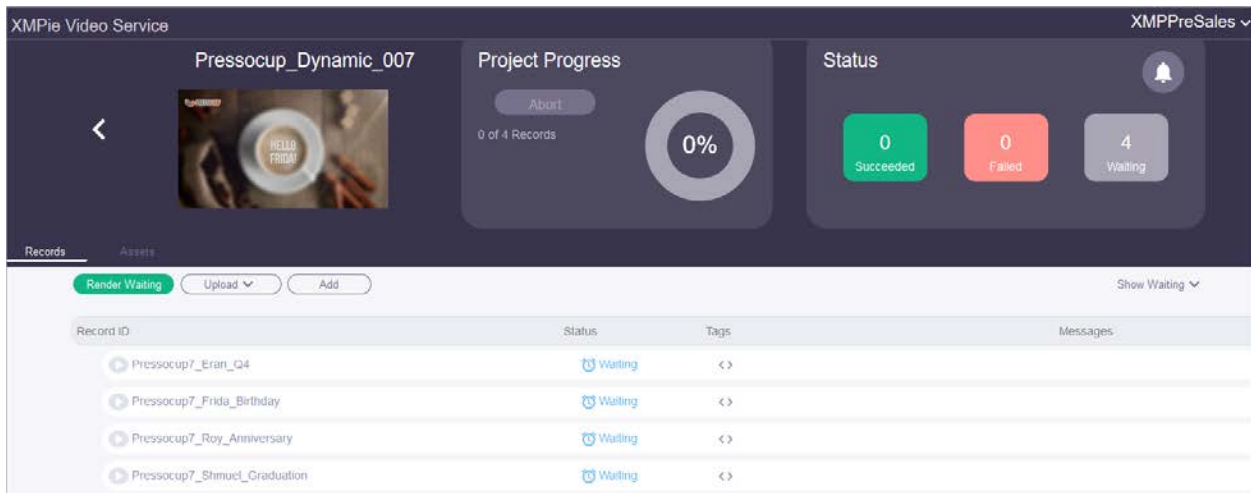 XMPie Video Service
XMPPreSales
Pressocup_Dynamic_007
HELLO
FRIDA!
Project Progress
Abort
0 of 4 Records
0%
Status
0
Succeeded
0
Failed
4
Waiting
Records
Assets
Render Waiting
Upload
Add
Show Waiting
Record ID Status Tags Messages
Pressocup7_Eran_Q4 Waiting <>
Pressocup7_Frida_Birthday Waiting <>
Pressocup7_Roy_Anniversary Waiting <>
Pressocup7_Shmuel_Graduation Waiting <>